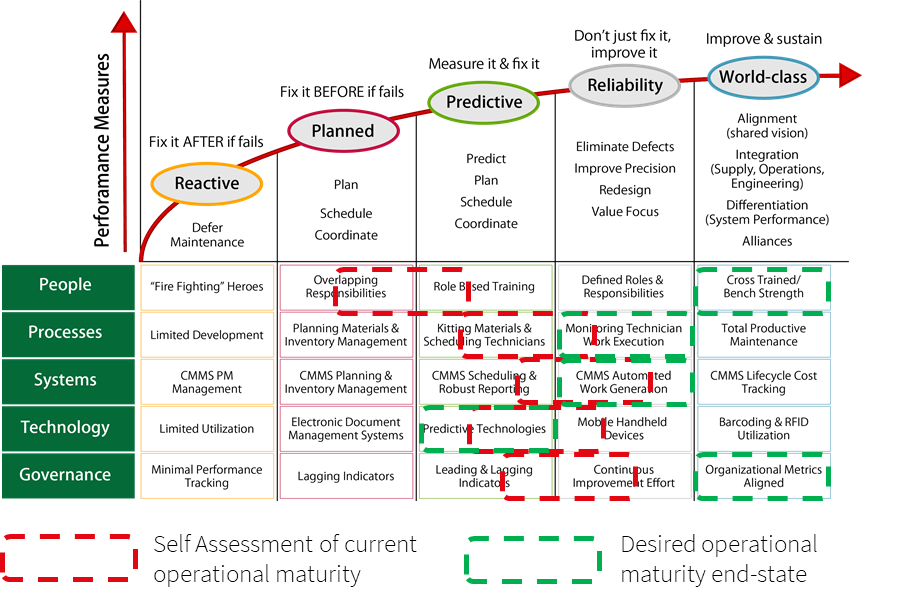 Perforamance Measures
Fix it AFTER if fails
Reactive
Defer
Maintenance
Fix it BEFORE if fails
Planned
Plan
Schedule
Coordinate
Measure it & fix it
Predictive
Predict
Plan
Schedule
Coordinate
Don't just fix it,
improve it
Reliability
Eliminate Defects
Improve Precision
Redesign
Value Focus
Improve & sustain
World-class
Alignment
(shared vision)
Integration
(Supply, Operations,
Engineering)
Differentiation
(System Performance)
Alliances
People
"Fire Fighting" Heroes
Overlapping
Responsibilities
Role Based Training
Defined Roles &
Responsibilities
Cross Trained/
Bench Strength
Processes
Limited Development
Planning Materials &
Inventory Management
Kitting Materials &
Scheduling Technicians
Monitoring Technician
Work Execution
Total Productive
Maintenance
Systems
CMMS PM
Management
CMMS Planning &
Inventory Management
CMMS Scheduling &
Robust Reporting
CMMS Automated
Work Generation
CMMS Lifecycle Cost
Tracking
Technology
Limited Utilization
Electronic Document
Management Systems
Predictive Technologies
Mobile Handheld
Devices
Barcoding & RFID
Utilization
Governance
Minimal Performance
Tracking
Lagging Indicators
Leading & Lagging
Indicators
Continuous
Improvement Effort
Organizational Metrics
Aligned
Self Assessment of current
operational maturity
Desired operational
maturity end-state